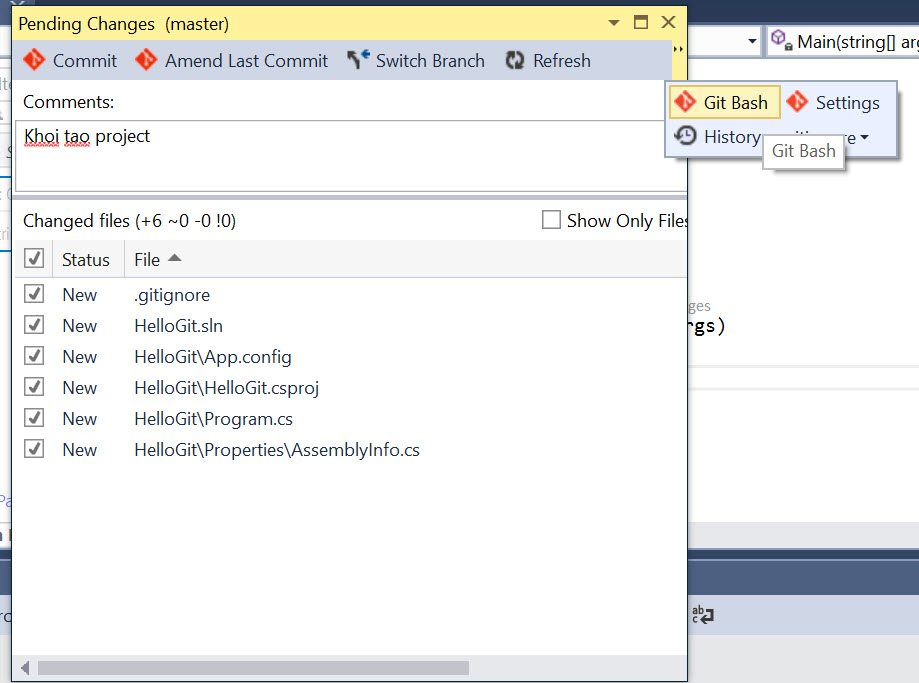 Pending Changes (master)
Main(string[] arg
Commit
Amend Last Commit
Switch Branch
Refresh
Git Bash
Settings
History
Git Bash
Comments:
Khoi tao project
Changed files (+6 ~0 -0 !0)
Show Only Files
Status
File
New
.gitignore
New
HelloGit.sln
New
HelloGit\App.config
New
HelloGit\HelloGit.csproj
New
HelloGit\Program.cs
New
HelloGit\Properties\AssemblyInfo.cs
ges
rgs)